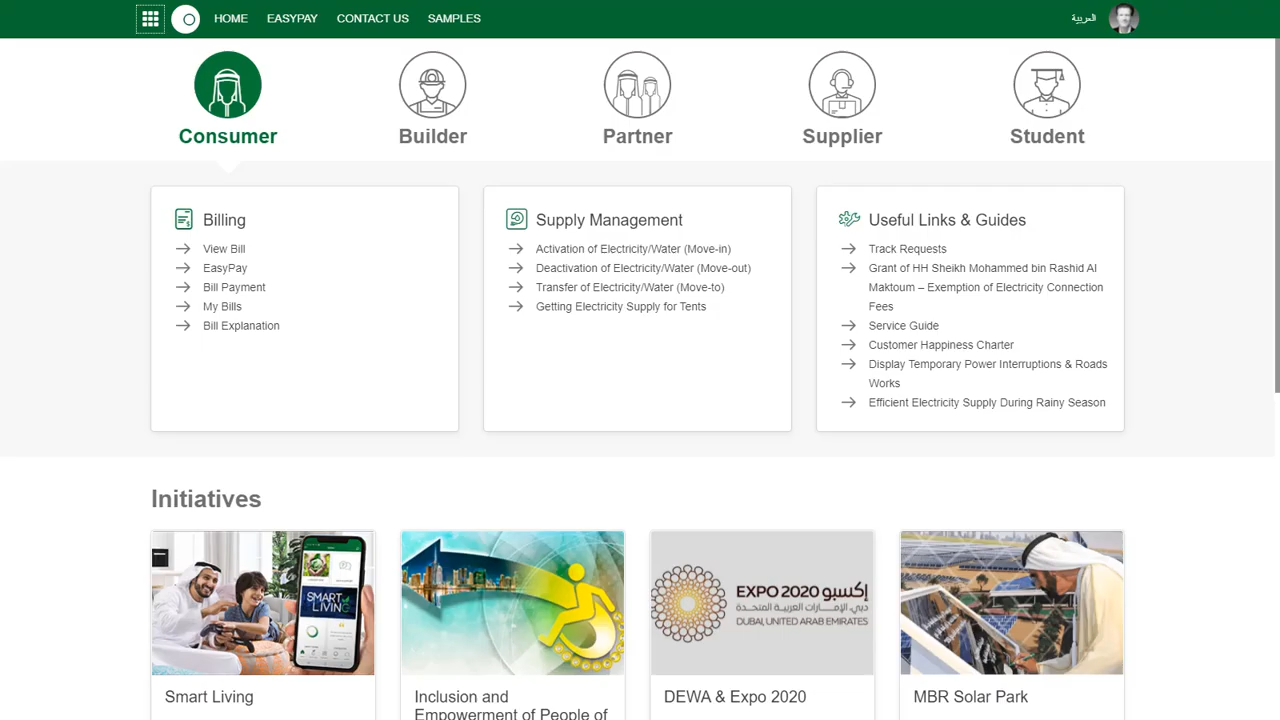 HOME EASYPAY CONTACT US SAMPLES العربية
Consumer Builder Partner Supplier Student
Billing
View Bill
EasyPay
Bill Payment
My Bills
Bill Explanation
Supply Management
Activation of Electricity/Water (Move-in)
Deactivation of Electricity/Water (Move-out)
Transfer of Electricity/Water (Move-to)
Getting Electricity Supply for Tents
Useful Links & Guides
Track Requests
Grant of HH Sheikh Mohammed bin Rashid Al
Maktoum – Exemption of Electricity Connection
Fees
Service Guide
Customer Happiness Charter
Display Temporary Power Interruptions & Roads
Works
Efficient Electricity Supply During Rainy Season
Initiatives
SMART
LIVING
Smart Living
Inclusion and
Empowerment of People of
EXPO 2020 إكسبو
دبي، الإمارات العربية المتحدة
DUBAI, UNITED ARAB EMIRATES
DEWA & Expo 2020
MBR Solar Park